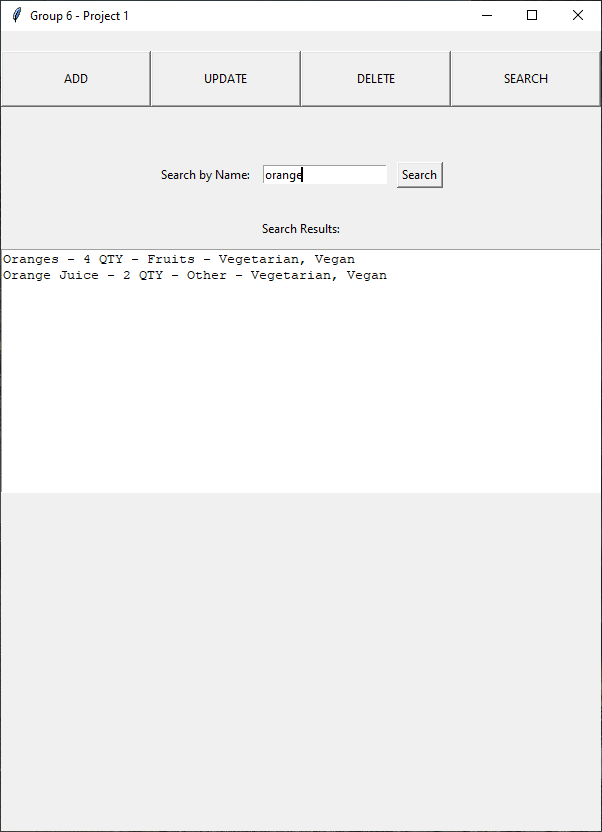 Group 6 - Project 1
ADD UPDATE DELETE SEARCH
Search by Name: orange Search
Search Results:
Oranges - 4 QTY - Fruits - Vegetarian, Vegan
Orange Juice - 2 QTY - Other - Vegetarian, Vegan